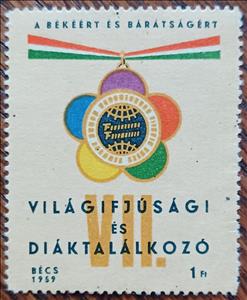 A BÉKÉÉRT ÉS BARÁTSÁGÉRT
VII.
VILÁGIFJÚSÁGI
ÉS
DIÁKTALÁLKOZÓ
BÉCS
1959
1 Ft